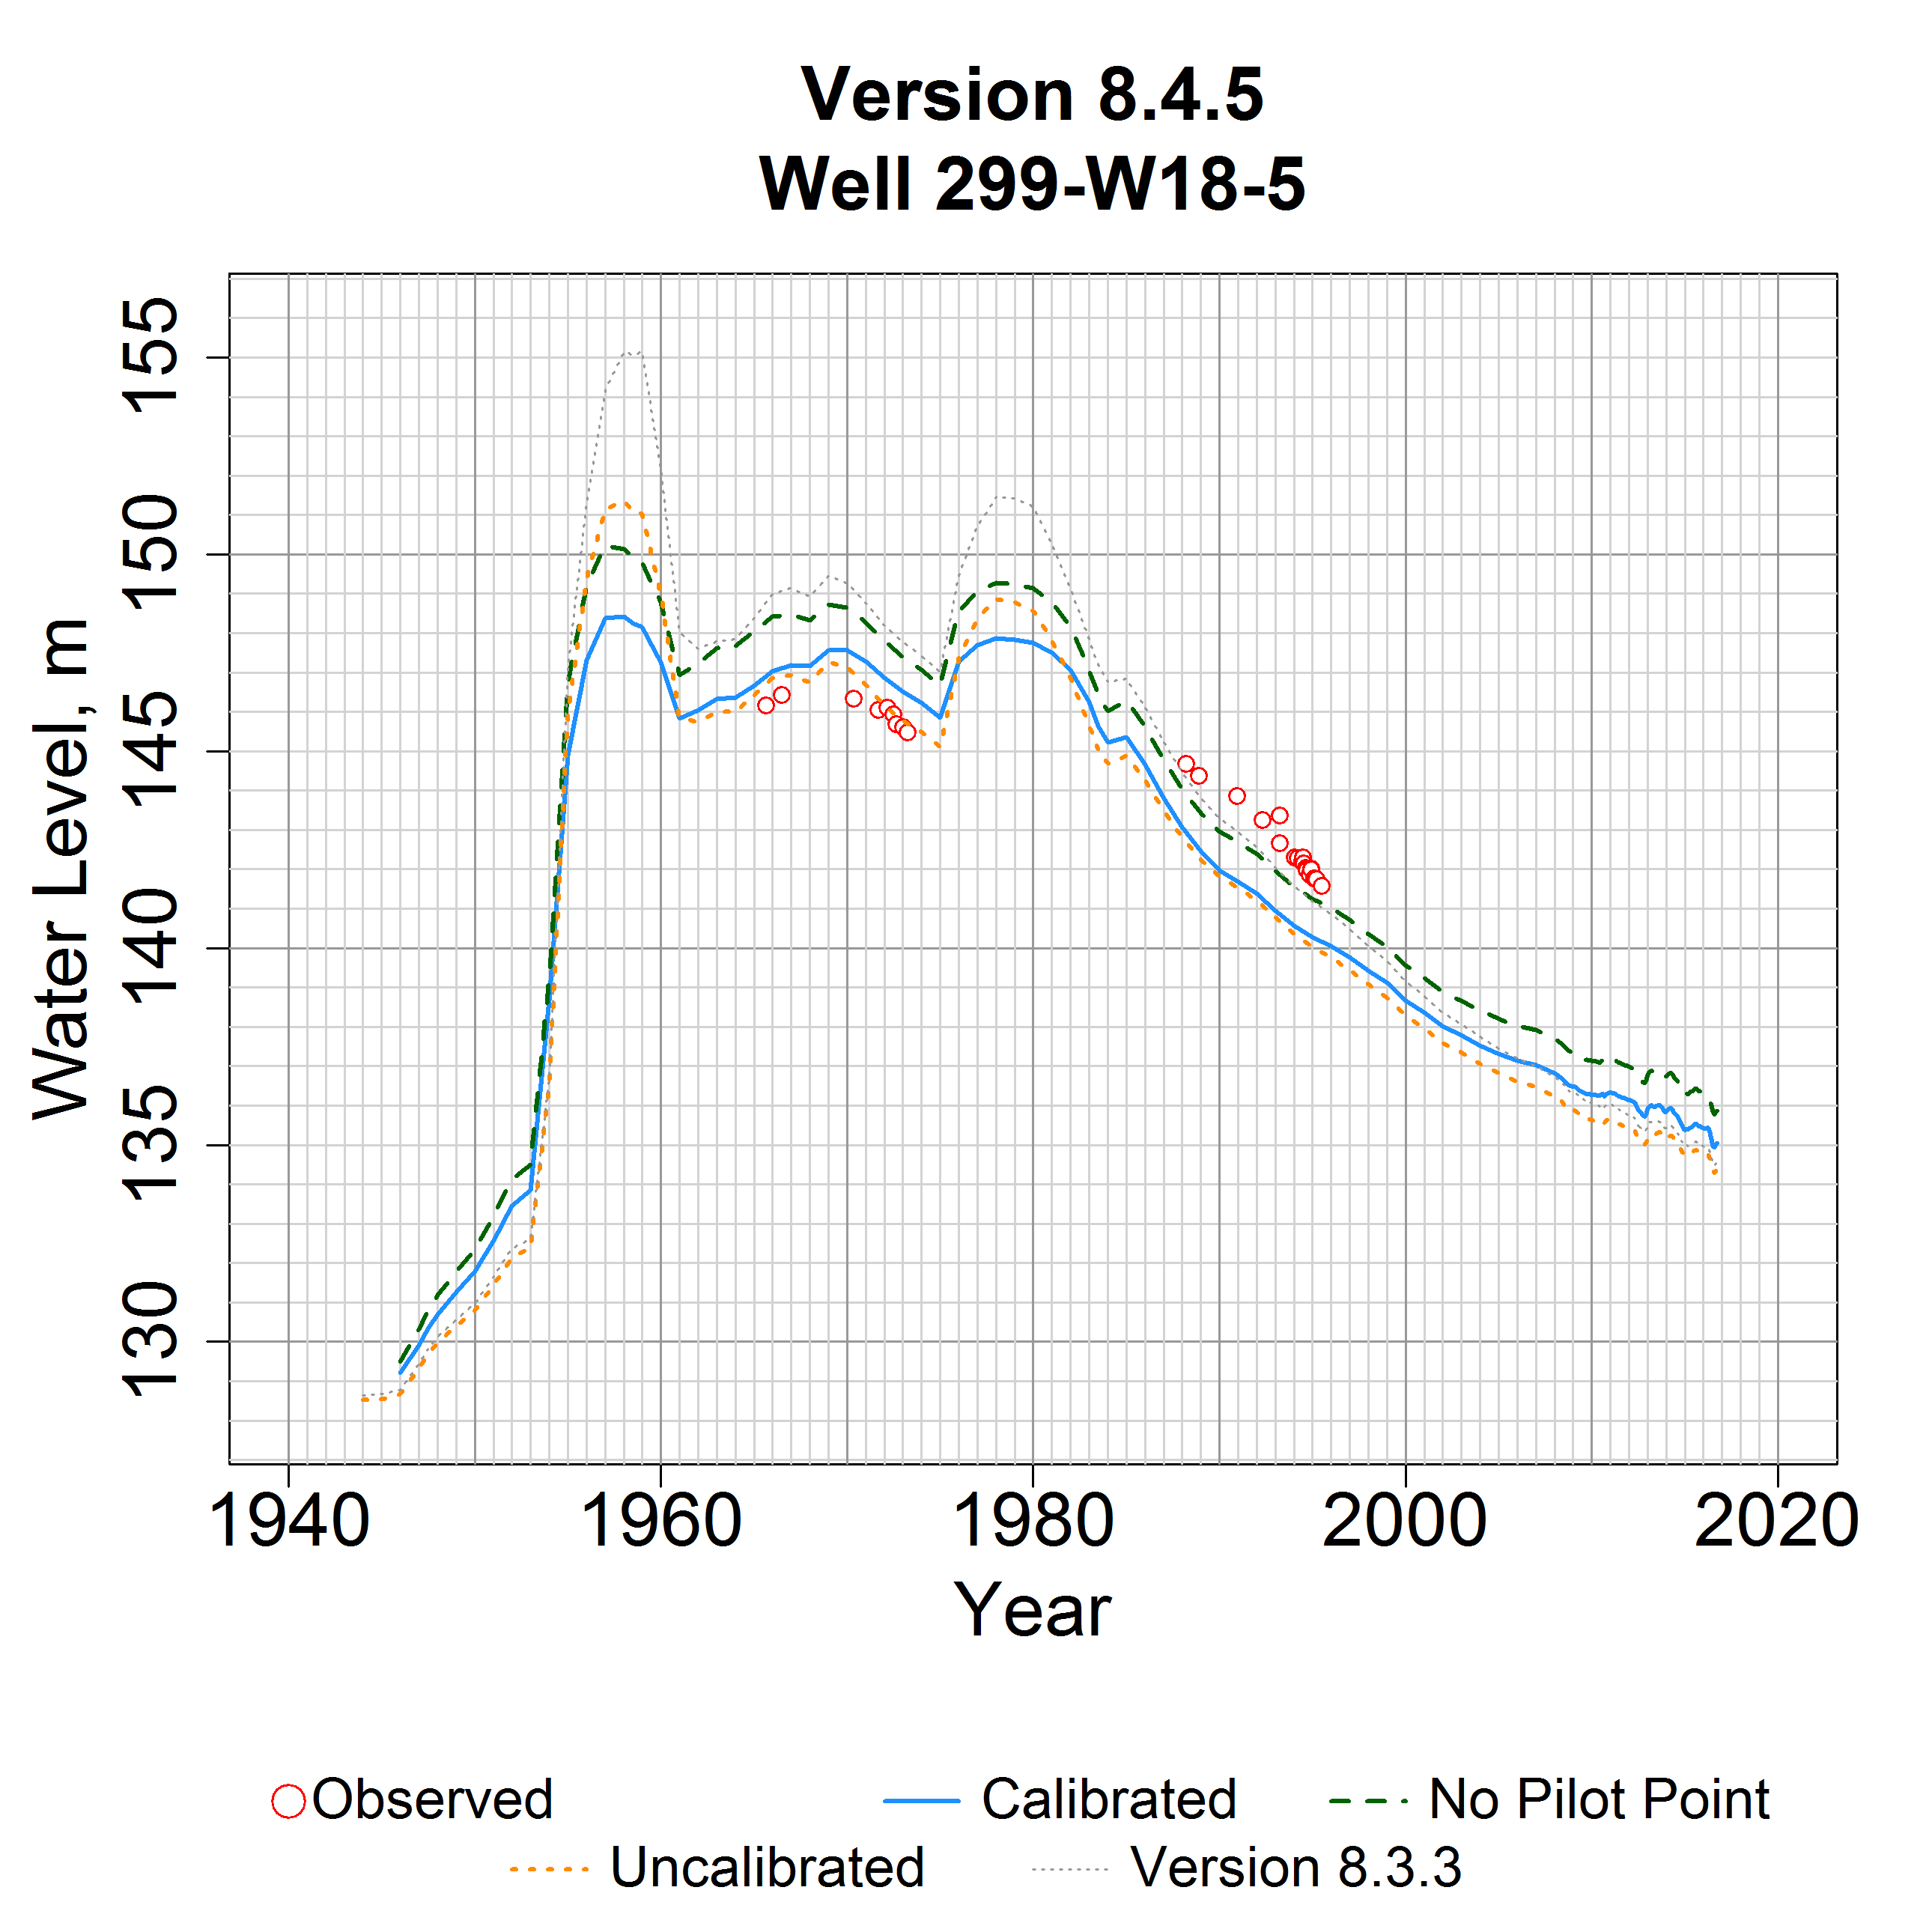 Version 8.4.5
Well 299-W18-5
Water Level, m
155
150
145
140
135
130
1940 1960 1980 2000 2020
Year
Observed Calibrated No Pilot Point
Uncalibrated Version 8.3.3